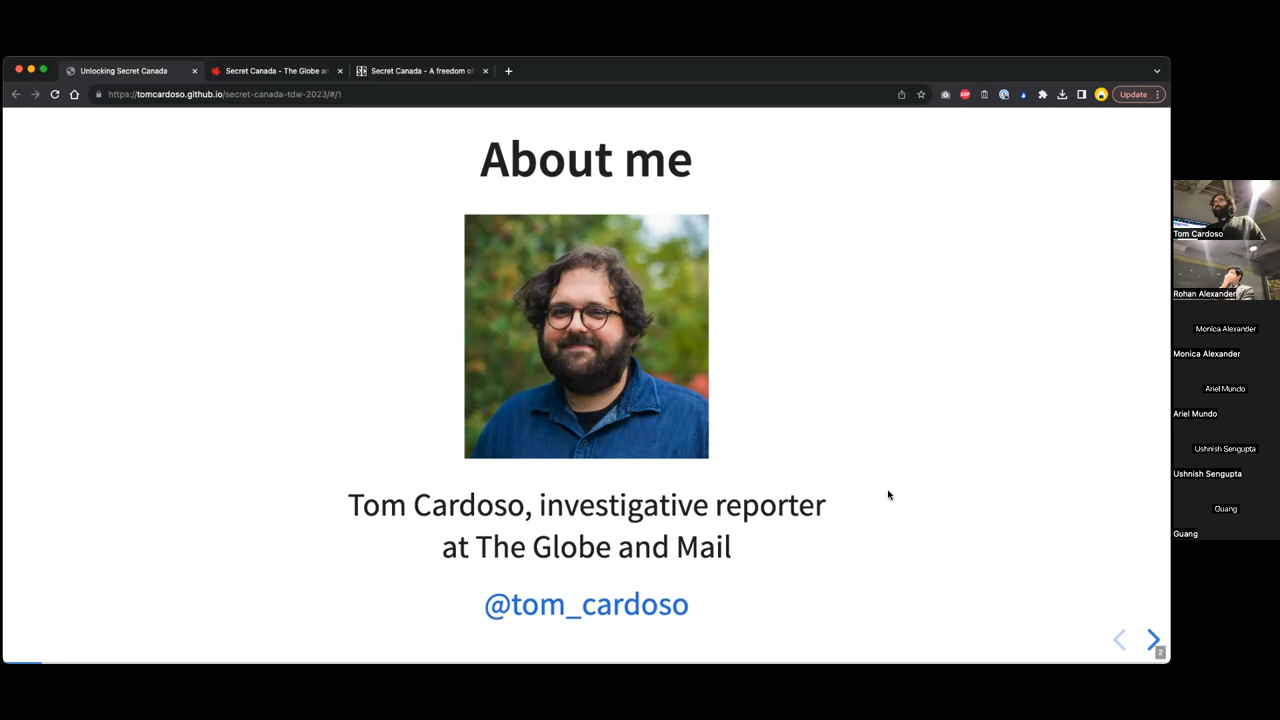 Unlocking Secret Canada
Secret Canada - The Globe an
Secret Canada - A freedom of
https://tomcardoso.github.io/secret-canada-tdw-2023/#/1
ABP
Update
About me
Tom Cardoso, investigative reporter
at The Globe and Mail
@tom_cardoso
2
Tom Cardoso
Rohan Alexander
Monica Alexander
Monica Alexander
Ariel Mundo
Ariel Mundo
Ushnish Sengupta
Ushnish Sengupta
Guang
Guang